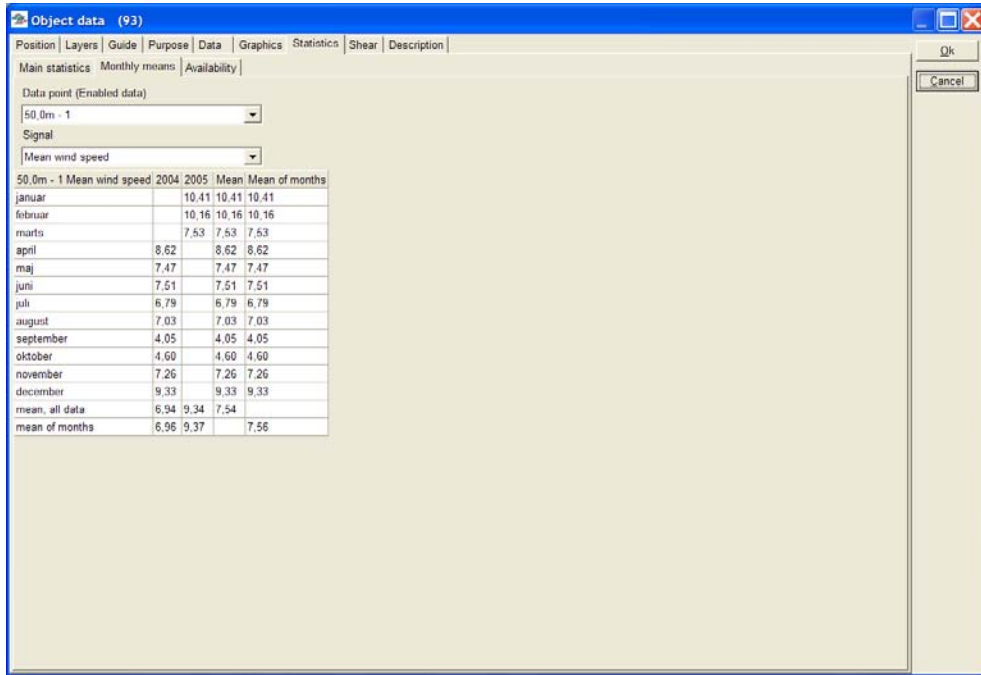 Object data (93)
Position Layers Guide Purpose Data Graphics Statistics Shear Description
Ok
Main statistics Monthly means Availability
Cancel
Data point (Enabled data)
50,0m - 1
Signal
Mean wind speed
50,0m - 1 Mean wind speed 2004 2005 Mean Mean of months
januar 10,41 10,41 10,41
februar 10,16 10,16 10,16
marts 7,53 7,53 7,53
april 8,62 8,62 8,62
maj 7,47 7,47 7,47
juni 7,51 7,51 7,51
juli 6,79 6,79 6,79
august 7,03 7,03 7,03
september 4,05 4,05 4,05
oktober 4,60 4,60 4,60
november 7,26 7,26 7,26
december 9,33 9,33 9,33
mean, all data 6,94 9,34 7,54
mean of months 6,96 9,37 7,56